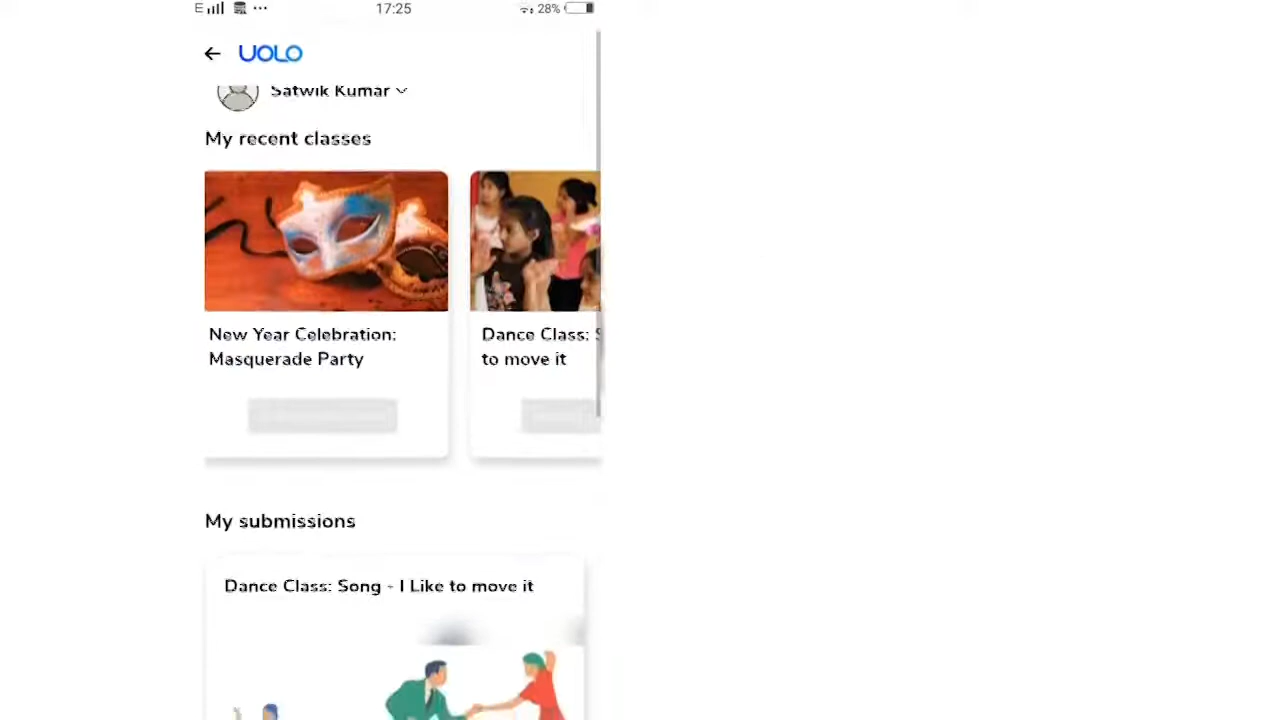 E 17:25 28%
UOLO
Satwik Kumar
My recent classes
New Year Celebration:
Masquerade Party
Dance Class:
to move it
My submissions
Dance Class: Song - I Like to move it